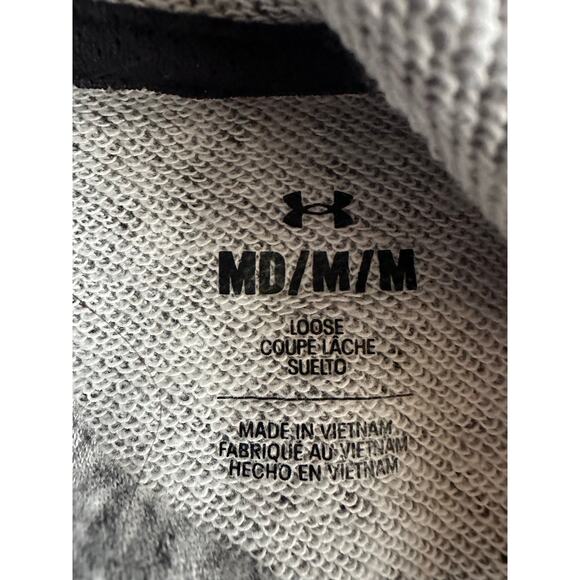 MD/M/M
LOOSE
COUPE LÂCHE
SUELTO
MADE IN VIETNAM
FABRIQUÉ AU VIETNAM
HECHO EN VIETNAM